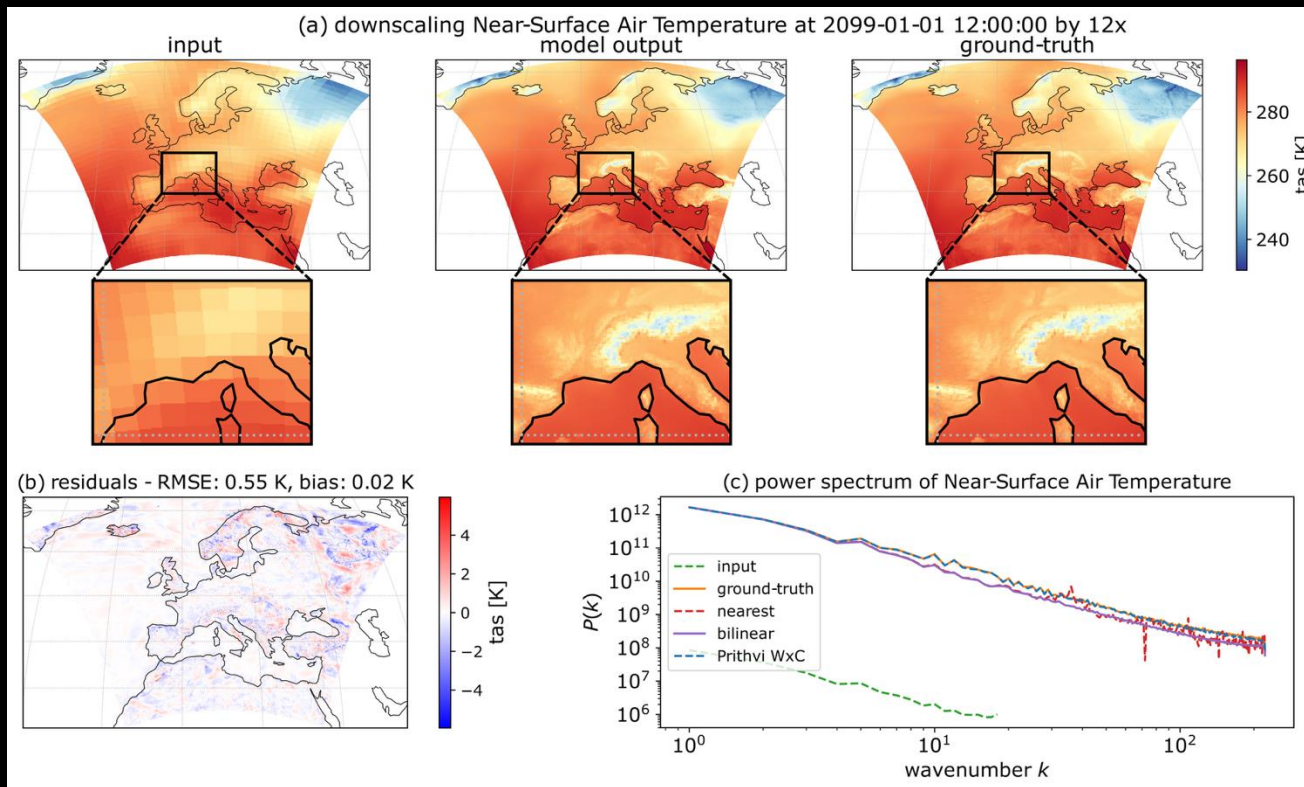 (a) downscaling Near-Surface Air Temperature at 2099-01-01 12:00:00 by 12x
input
model output
ground-truth
280
260
240
tas [K]
(b) residuals - RMSE: 0.55 K, bias: 0.02 K
4
2
0
−2
−4
tas [K]
(c) power spectrum of Near-Surface Air Temperature
10¹²
10¹¹
10¹⁰
10⁹
10⁸
10⁷
10⁶
P(k)
input
ground-truth
nearest
bilinear
Prithvi WxC
10⁰
10¹
10²
wavenumber k